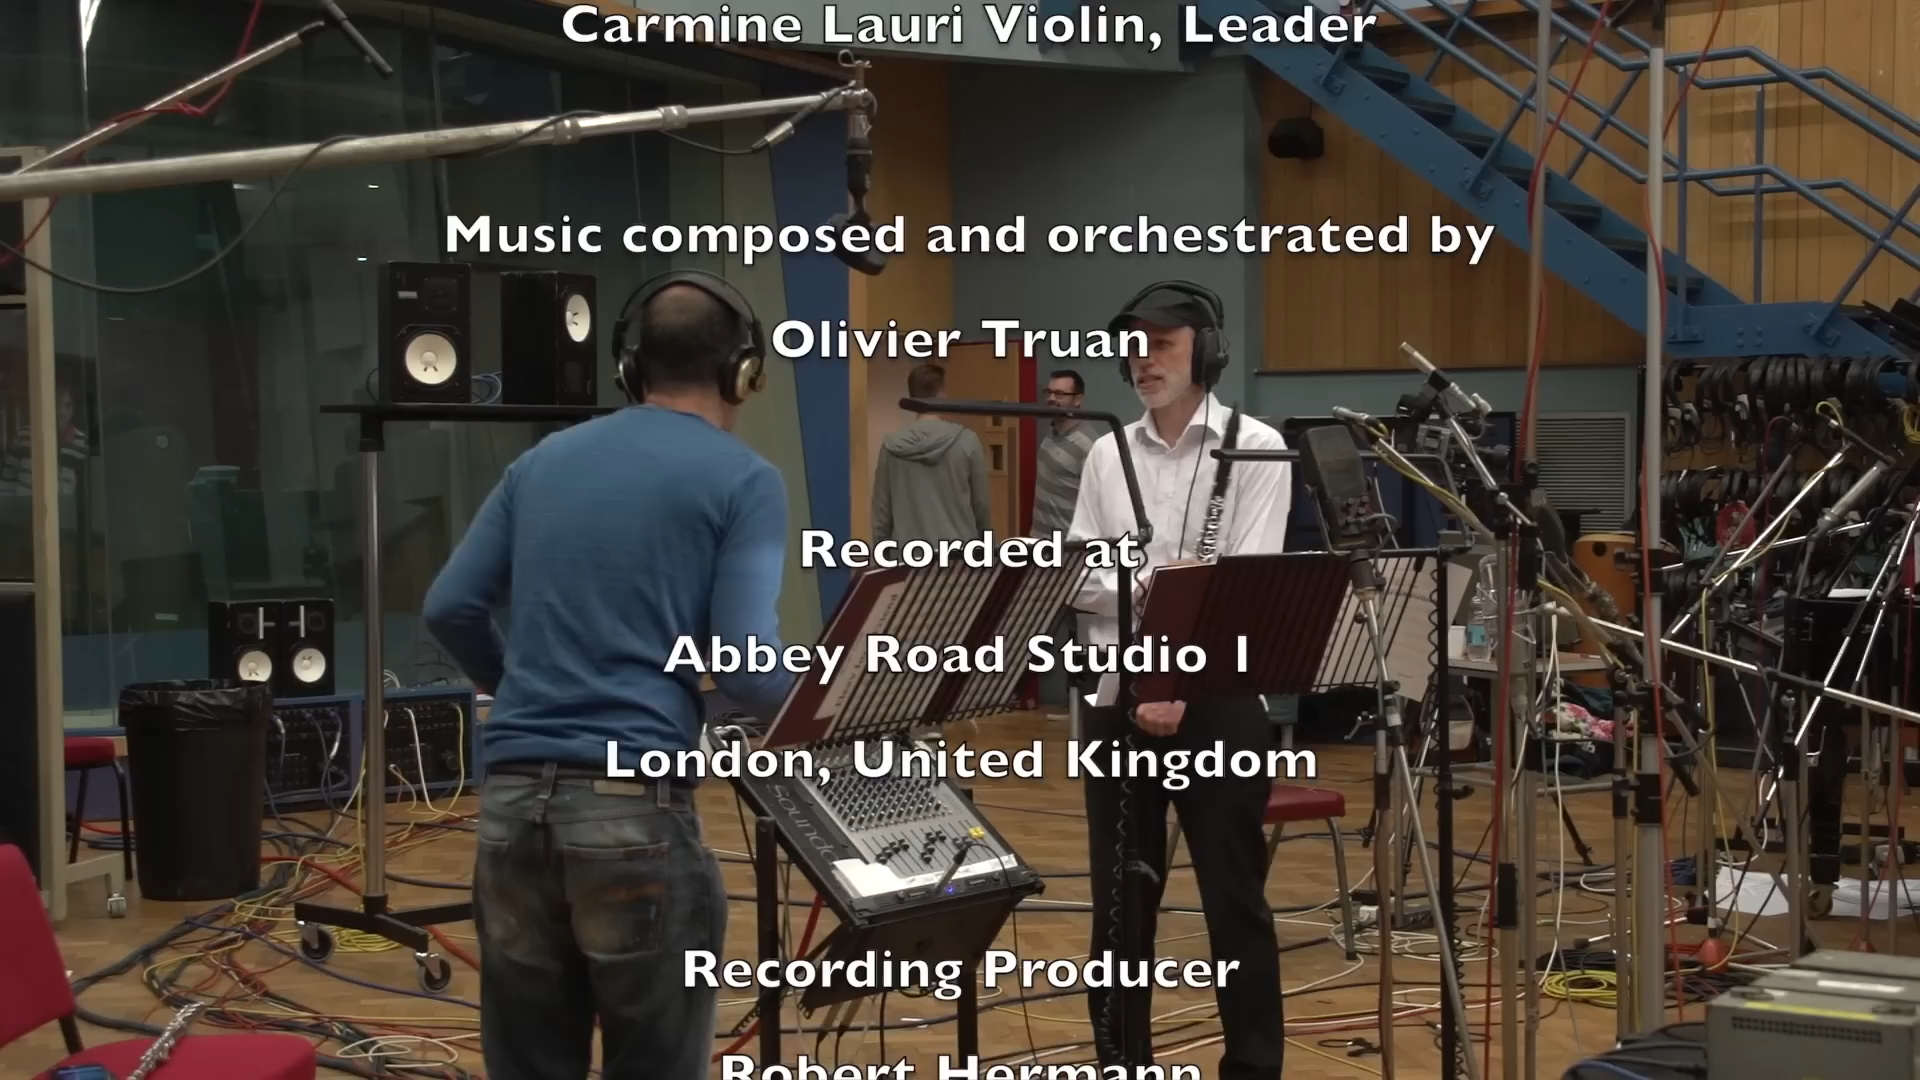 Carmine Lauri Violin, Leader
Music composed and orchestrated by
Olivier Truan
Recorded at
Abbey Road Studio 1
London, United Kingdom
Recording Producer
Robert Hermann